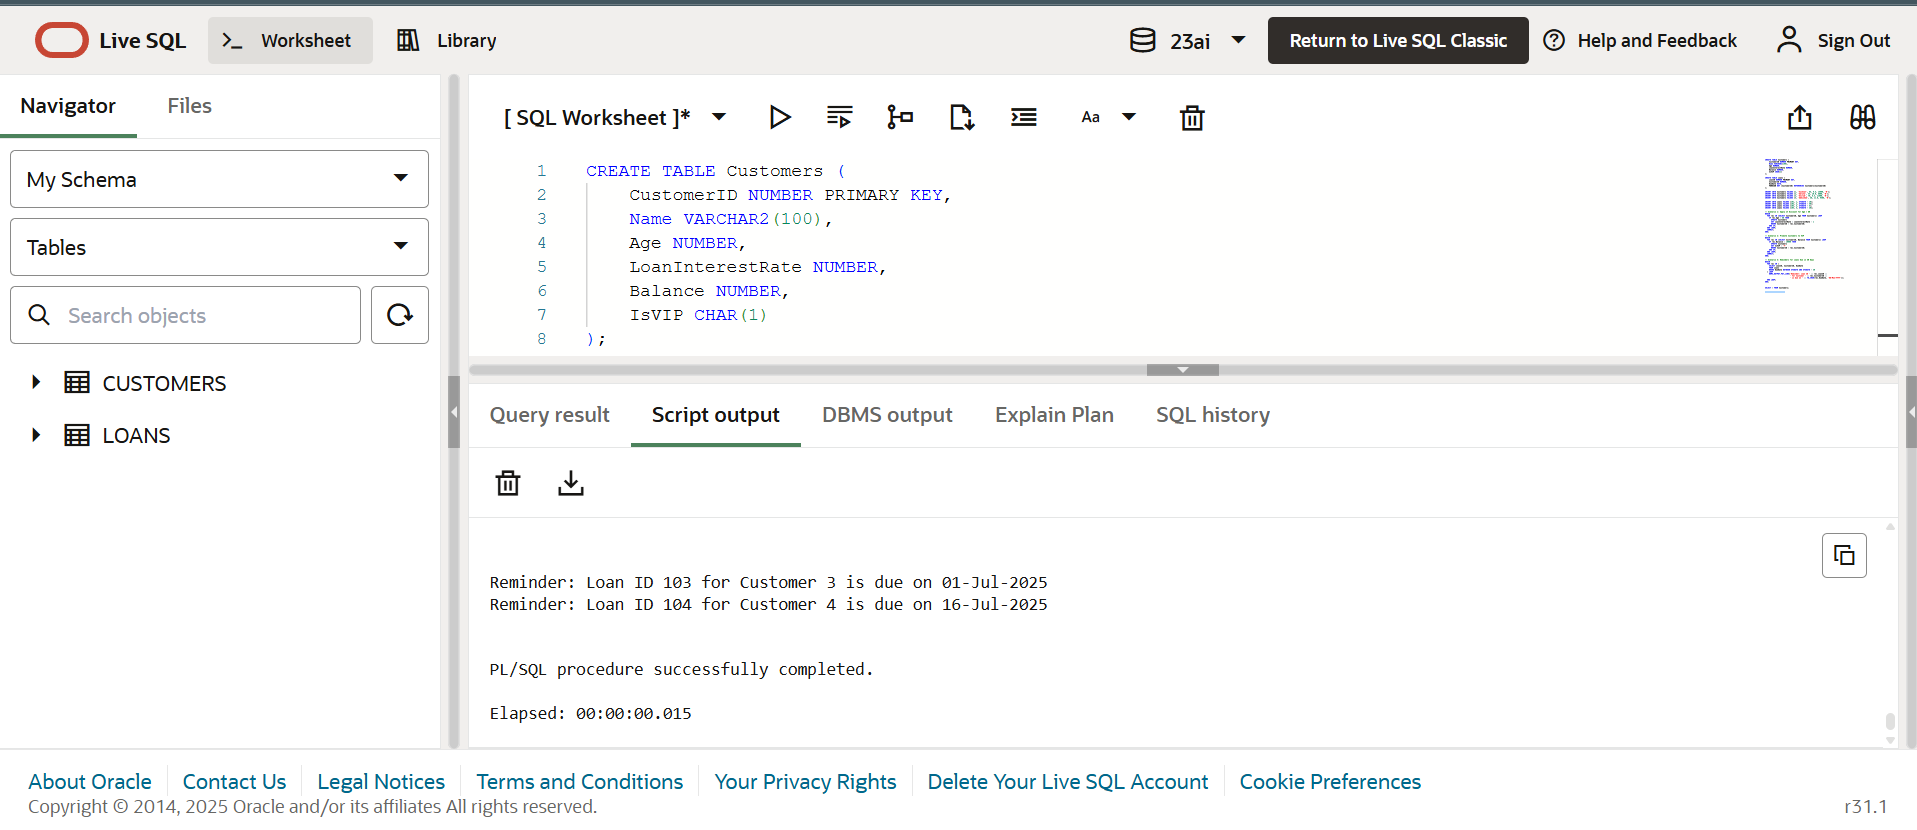 Live SQL
Worksheet
Library
23ai
Return to Live SQL Classic
Help and Feedback
Sign Out
Navigator
Files
My Schema
Tables
Search objects
CUSTOMERS
LOANS
[ SQL Worksheet ]*
Aa
1 CREATE TABLE Customers (
2 CustomerID NUMBER PRIMARY KEY,
3 Name VARCHAR2(100),
4 Age NUMBER,
5 LoanInterestRate NUMBER,
6 Balance NUMBER,
7 IsVIP CHAR(1)
8 );
Query result
Script output
DBMS output
Explain Plan
SQL history
Reminder: Loan ID 103 for Customer 3 is due on 01-Jul-2025
Reminder: Loan ID 104 for Customer 4 is due on 16-Jul-2025
PL/SQL procedure successfully completed.
Elapsed: 00:00:00.015
About Oracle
Contact Us
Legal Notices
Terms and Conditions
Your Privacy Rights
Delete Your Live SQL Account
Cookie Preferences
Copyright © 2014, 2025 Oracle and/or its affiliates All rights reserved.
r31.1